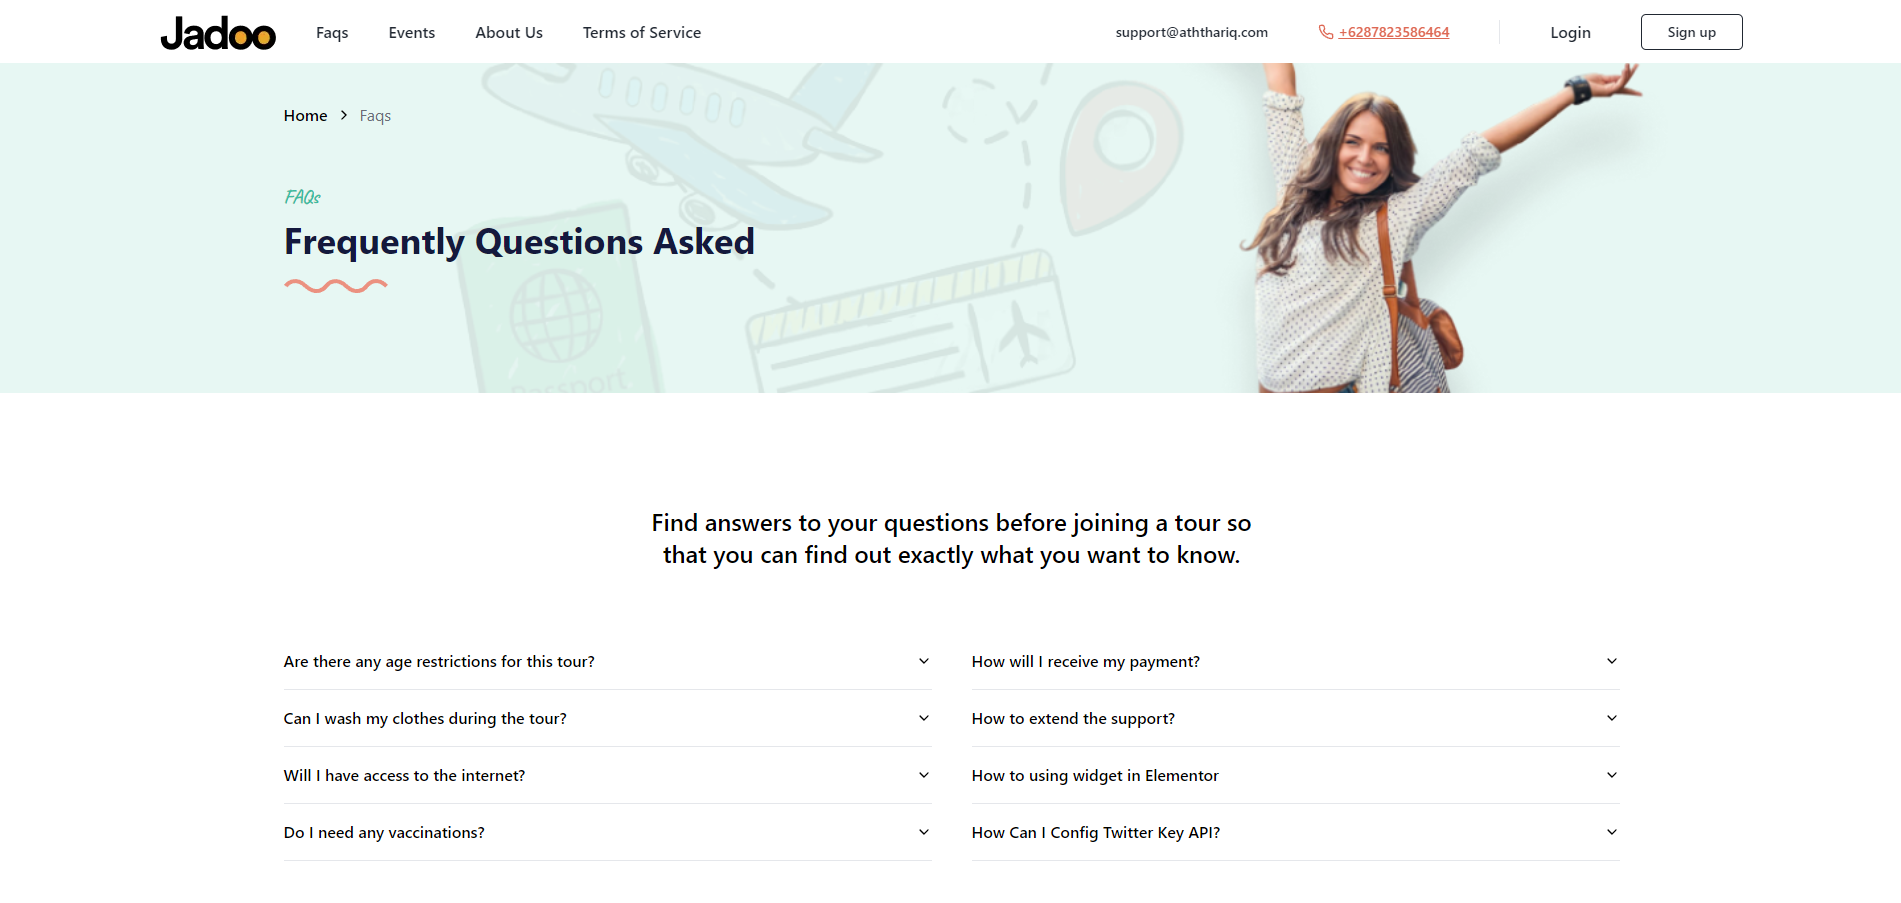 Jadoo
Faqs
Events
About Us
Terms of Service
support@aththariq.com
+6287823586464
Login
Sign up
Home
Faqs
FAQs
Frequently Questions Asked
Passport
Find answers to your questions before joining a tour so
that you can find out exactly what you want to know.
Are there any age restrictions for this tour?
Can I wash my clothes during the tour?
Will I have access to the internet?
Do I need any vaccinations?
How will I receive my payment?
How to extend the support?
How to using widget in Elementor
How Can I Config Twitter Key API?